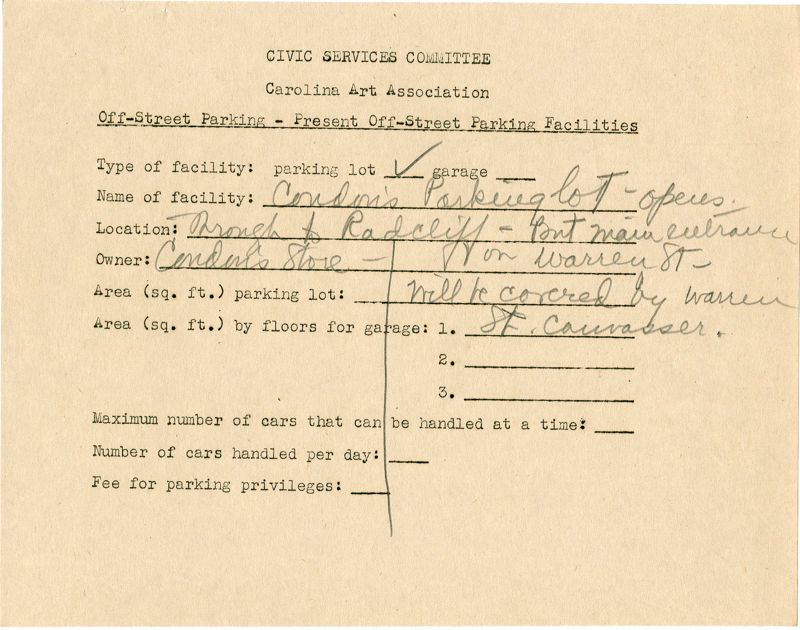 CIVIC SERVICES COMMITTEE
Carolina Art Association
Off-Street Parking - Present Off-Street Parking Facilities
Type of facility: parking lot ✓ garage ___
Name of facility: Condon's Parking lot - opens.
Location: Through to Radcliff - But main entrance
Owner: Condon's Store - is on Warren St -
Area (sq. ft.) parking lot: Will be covered by Warren
Area (sq. ft.) by floors for garage: 1. St. Canvasser.
2.
3.
Maximum number of cars that can be handled at a time: ___
Number of cars handled per day: ___
Fee for parking privileges: ___